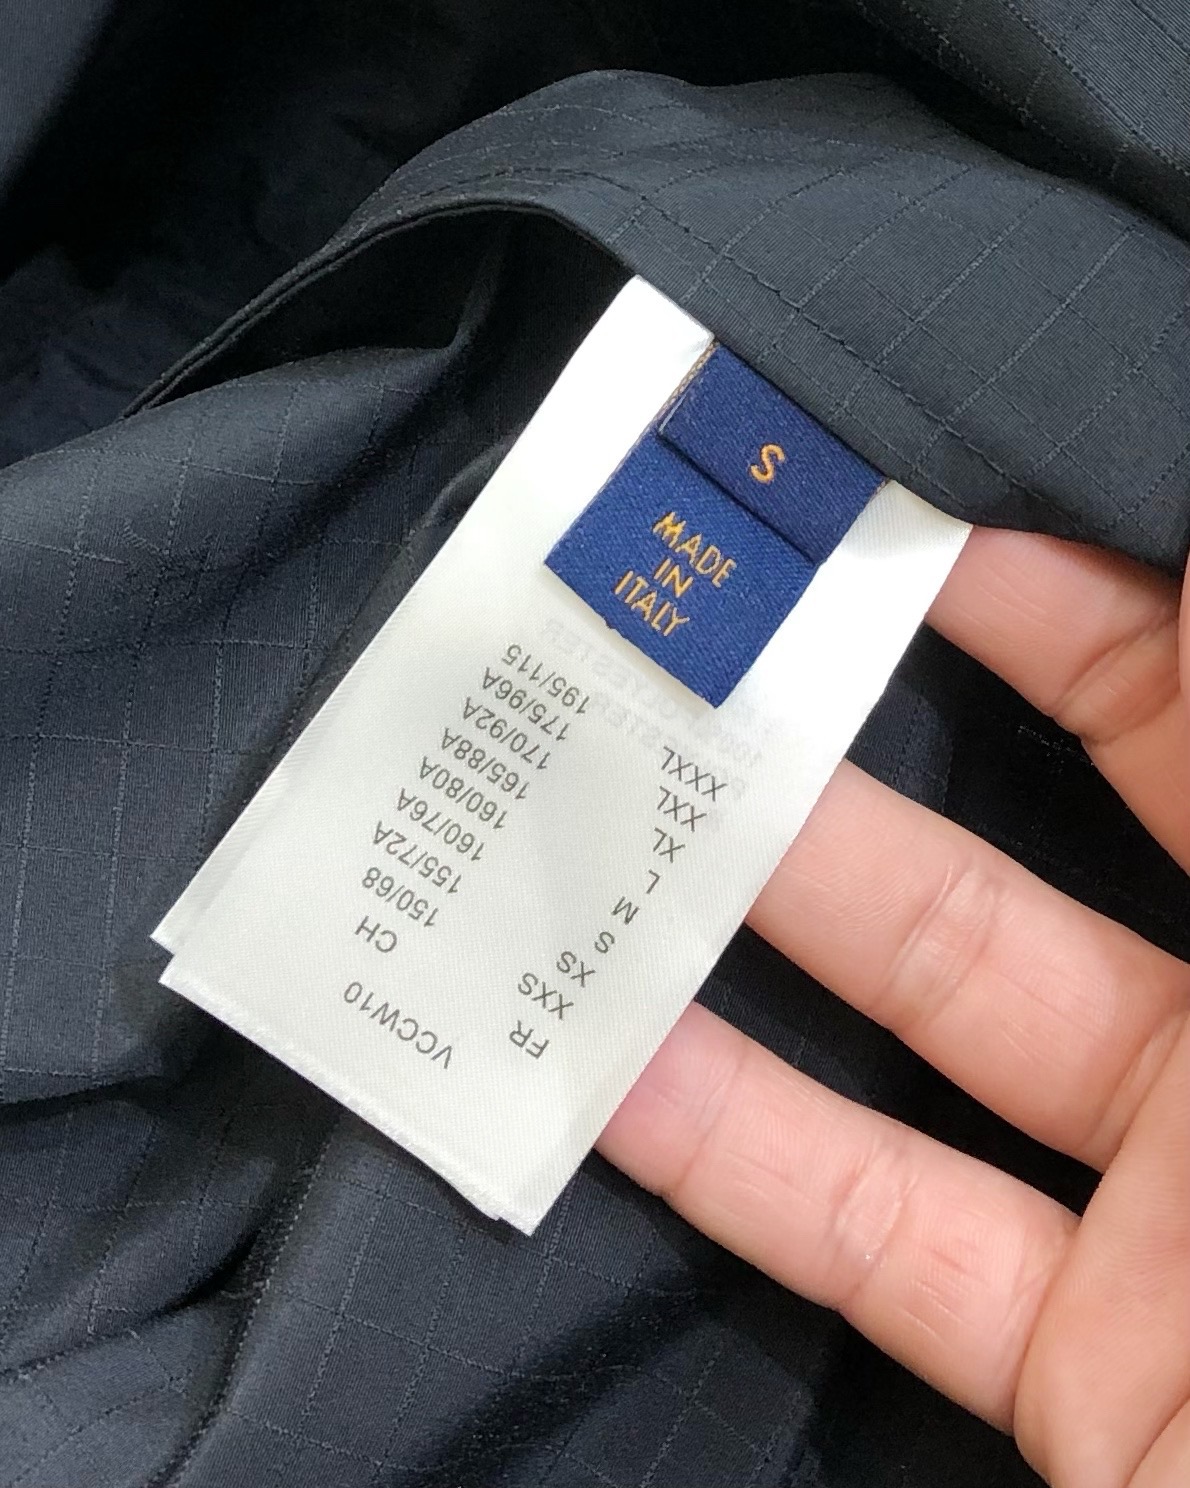 S
MADE
IN
ITALY
VCCW10
FR CH
XXS 150/68
XS 155/72A
S 160/76A
M 160/80A
L 165/88A
XL 170/92A
XXL 175/96A
XXXL 195/115